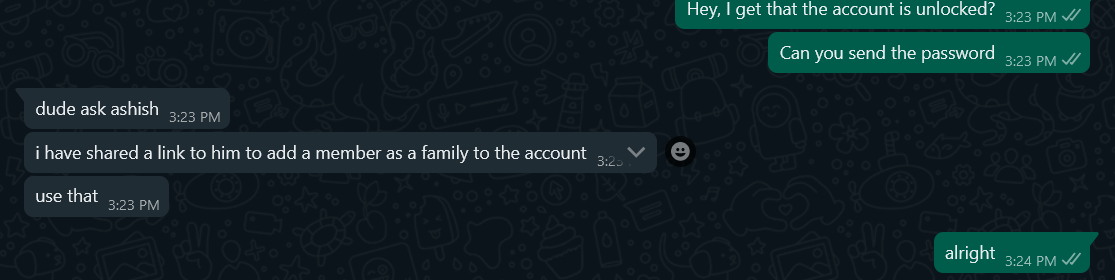 Hey, I get that the account is unlocked? 3:23 PM
Can you send the password 3:23 PM
dude ask ashish 3:23 PM
i have shared a link to him to add a member as a family to the account 3:23
use that 3:23 PM
alright 3:24 PM